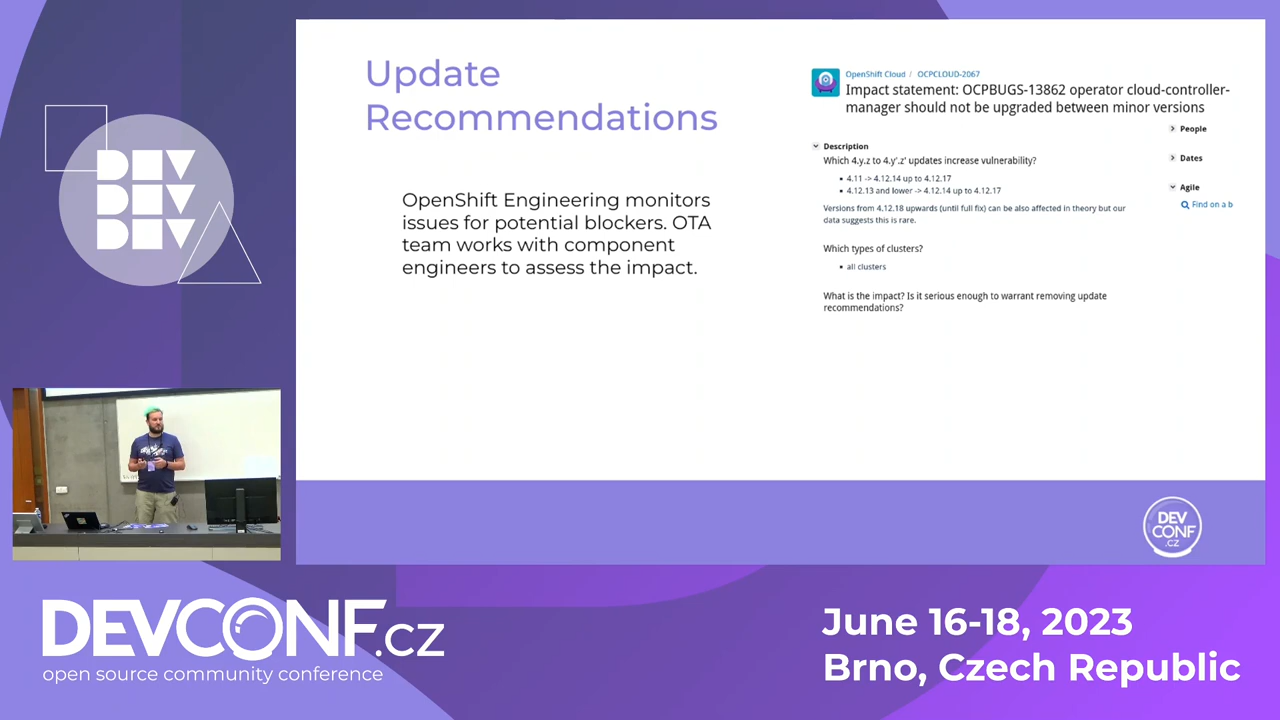 DEV
DEV
DEV
Update
Recommendations
OpenShift Engineering monitors
issues for potential blockers. OTA
team works with component
engineers to assess the impact.
OpenShift Cloud / OCPCLOUD-2067
Impact statement: OCPBUGS-13862 operator cloud-controller-
manager should not be upgraded between minor versions
People
Description
Which 4.y.z to 4.y'.z' updates increase vulnerability?
Dates
4.11 -> 4.12.14 up to 4.12.17
4.12.13 and lower -> 4.12.14 up to 4.12.17
Agile
Find on a b
Versions from 4.12.18 upwards (until full fix) can be also affected in theory but our
data suggests this is rare.
Which types of clusters?
all clusters
What is the impact? Is it serious enough to warrant removing update
recommendations?
DEV
CONF
.CZ
DEVCONF.cz
open source community conference
June 16-18, 2023
Brno, Czech Republic